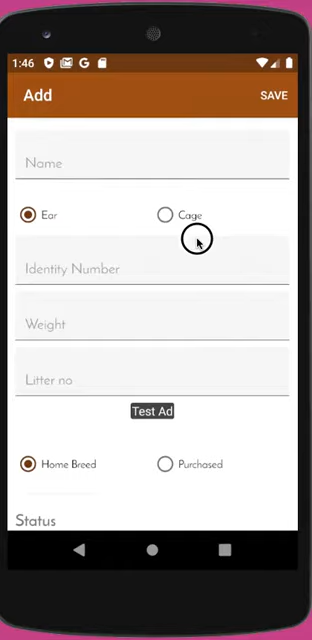 1:46
Add
SAVE
Name
Ear
Cage
Identity Number
Weight
Litter no
Test Ad
Home Breed
Purchased
Status